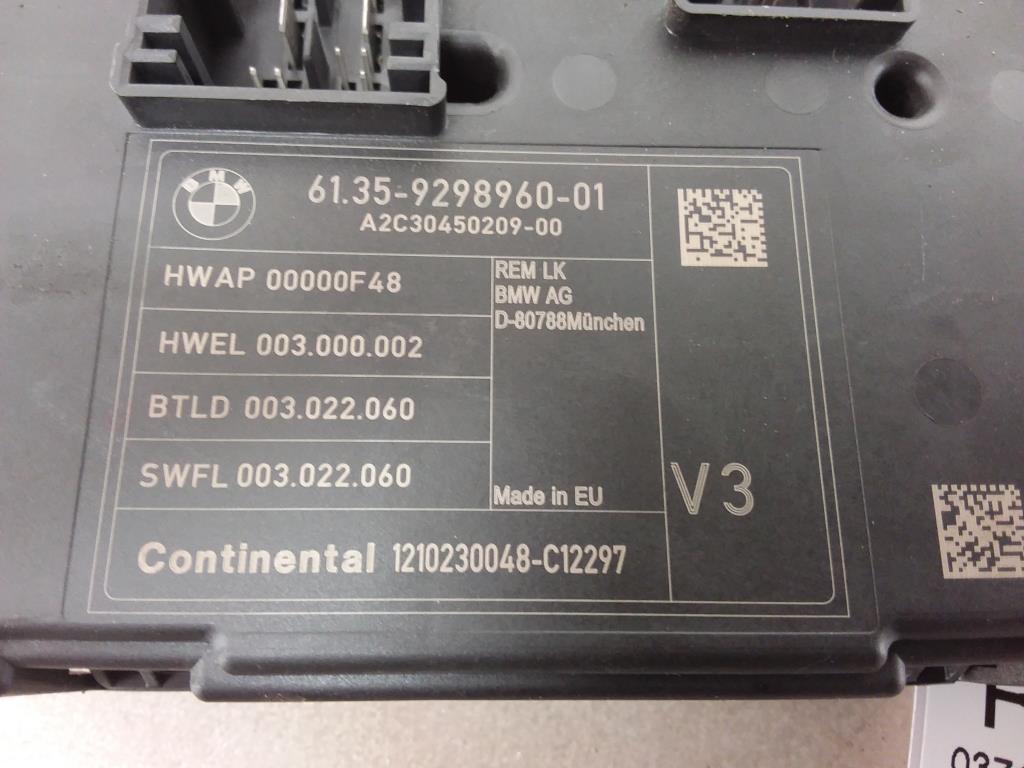 BMW
61.35-9298960-01
A2C30450209-00
HWAP 00000F48
HWEL 003.000.002
BTLD 003.022.060
SWFL 003.022.060
REM LK
BMW AG
D-80788München
Made in EU
V3
Continental 1210230048-C12297